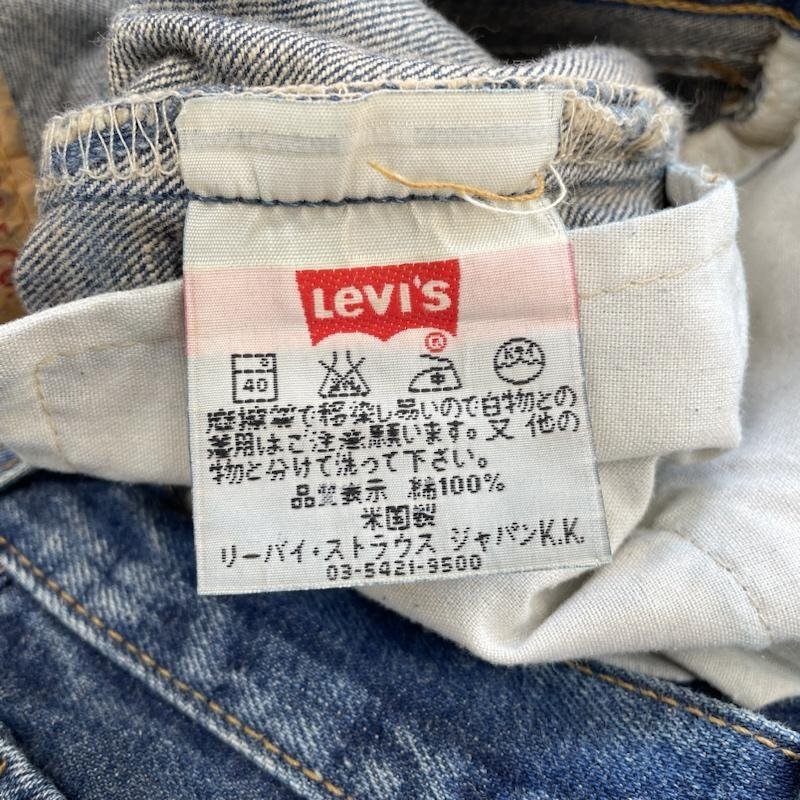 LEVI'S
®
40
摩擦等で移染し易いので白物との
着用はご注意願います。又 他の
物と分けて洗って下さい。
品質表示 綿100%
米国製
リーバイ・ストラウス ジャパンK.K.
03-5421-9500